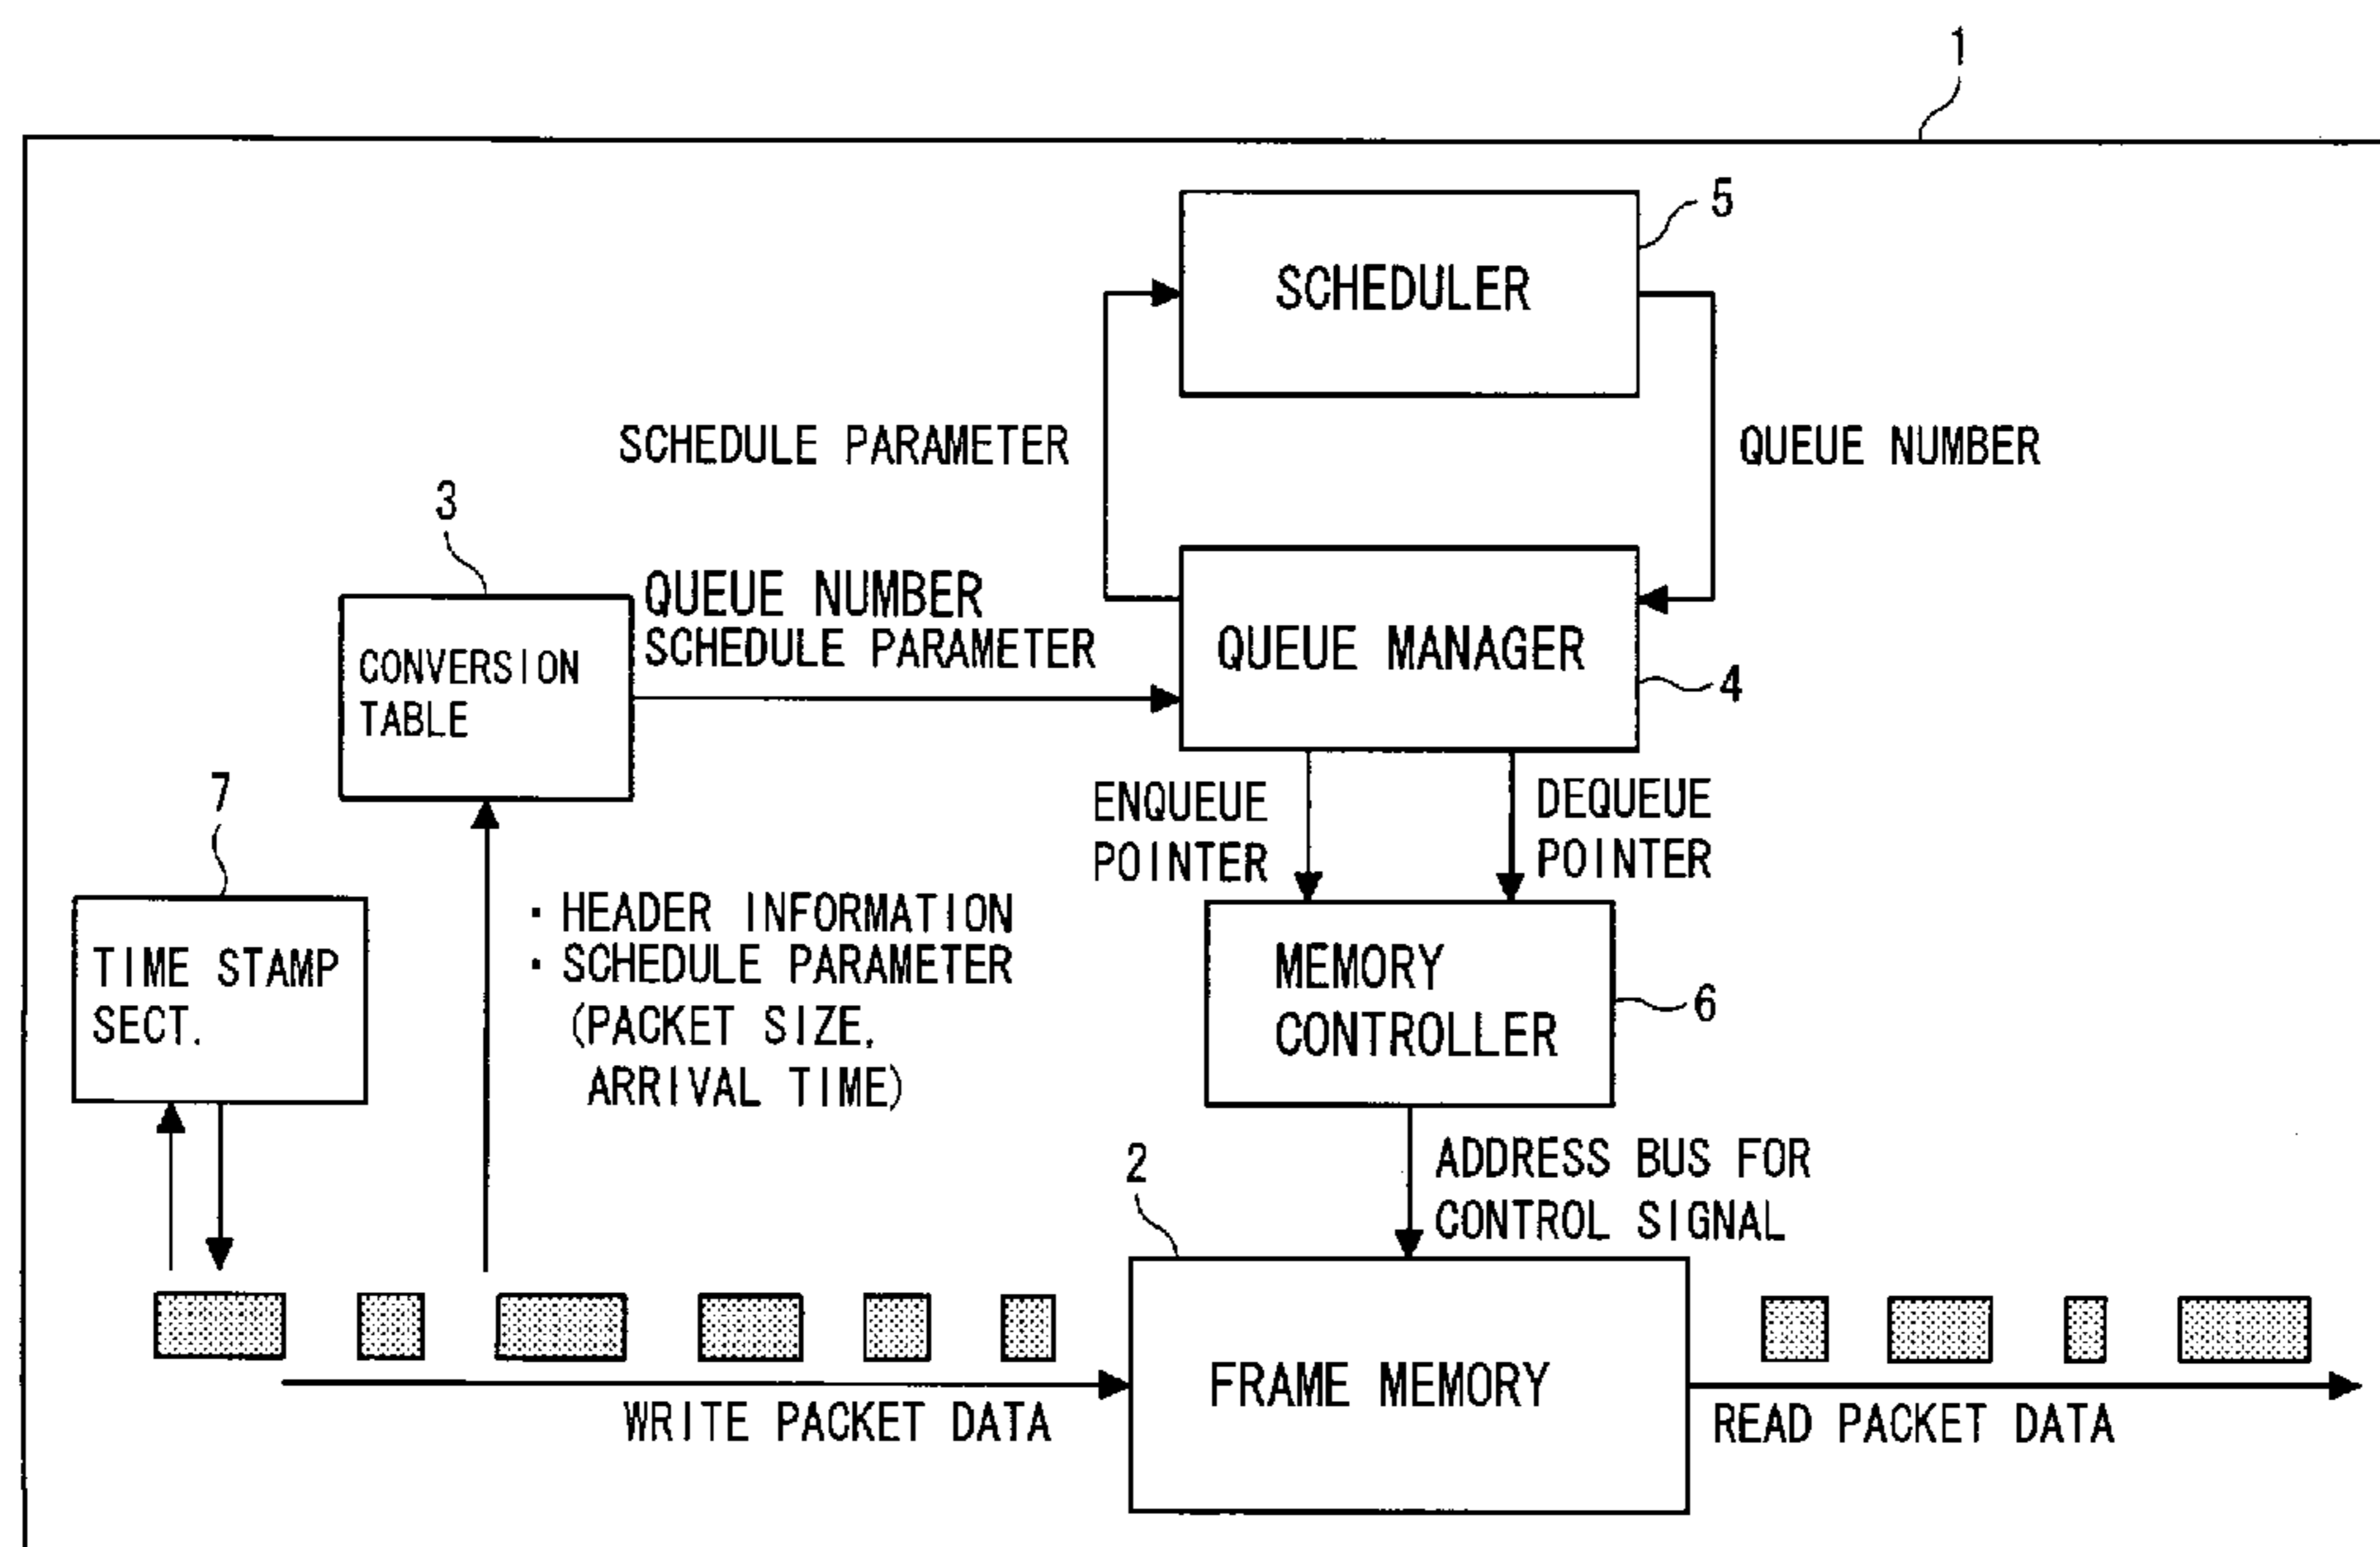 1
5
SCHEDULER
SCHEDULE PARAMETER
QUEUE NUMBER
3
QUEUE NUMBER
SCHEDULE PARAMETER
CONVERSION
TABLE
QUEUE MANAGER
4
7
ENQUEUE
POINTER
DEQUEUE
POINTER
TIME STAMP
SECT.
· HEADER INFORMATION
· SCHEDULE PARAMETER
(PACKET SIZE,
ARRIVAL TIME)
MEMORY
CONTROLLER
6
2
ADDRESS BUS FOR
CONTROL SIGNAL
FRAME MEMORY
WRITE PACKET DATA
READ PACKET DATA